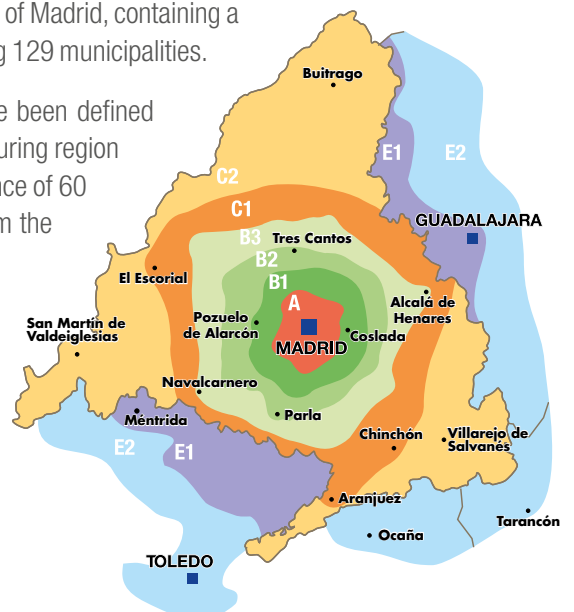 of Madrid, containing a
g 129 municipalities.
e been defined
uring region
nce of 60
m the
Buitrago
E1
E2
C2
C1
GUADALAJARA
B3
Tres Cantos
B2
El Escorial
B1
A
Alcalá de
Henares
San Martín de
Valdeiglesias
Pozuelo
de Alarcón
Coslada
MADRID
Navalcarnero
Méntrida
Parla
Chinchón
Villarejo de
Salvanés
E2
E1
Aranjuez
Tarancón
Ocaña
TOLEDO